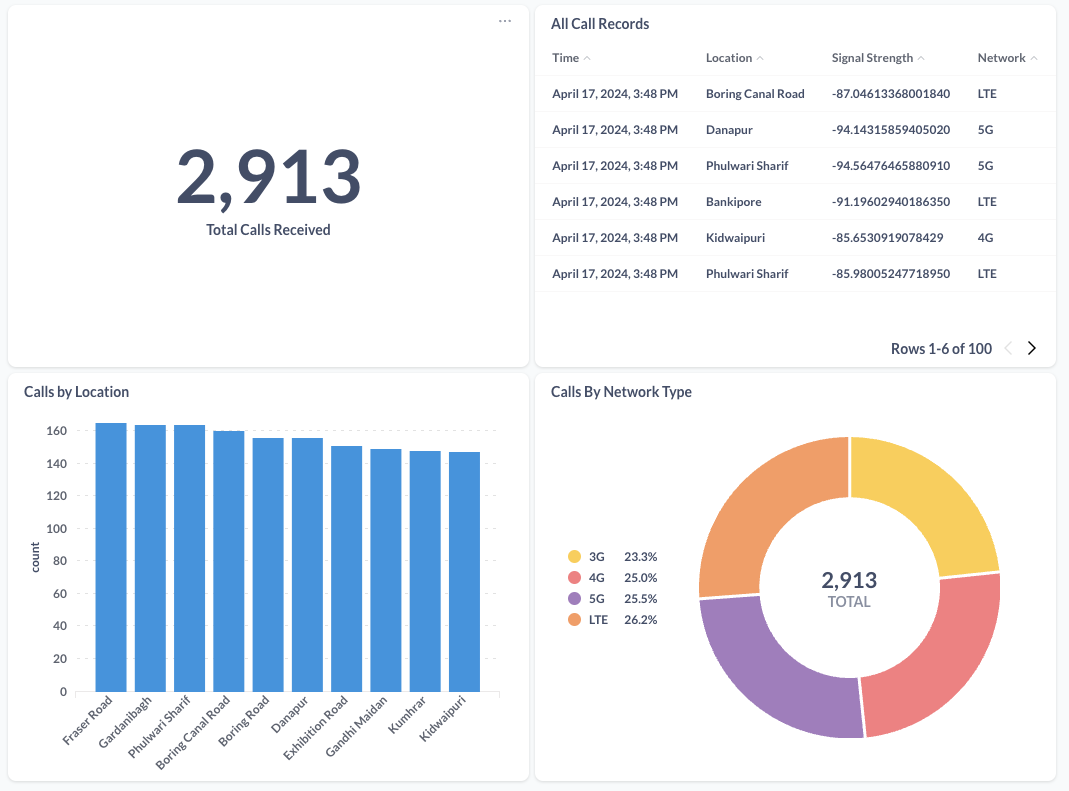 ...
2,913
Total Calls Received
All Call Records
Time Location Signal Strength Network
April 17, 2024, 3:48 PM Boring Canal Road -87.04613368001840 LTE
April 17, 2024, 3:48 PM Danapur -94.14315859405020 5G
April 17, 2024, 3:48 PM Phulwari Sharif -94.56476465880910 5G
April 17, 2024, 3:48 PM Bankipore -91.19602940186350 LTE
April 17, 2024, 3:48 PM Kidwaipuri -85.6530919078429 4G
April 17, 2024, 3:48 PM Phulwari Sharif -85.98005247718950 LTE
Rows 1-6 of 100
Calls by Location
count
160
140
120
100
80
60
40
20
0
Fraser Road
Gardanibagh
Phulwari Sharif
Boring Canal Road
Boring Road
Danapur
Exhibition Road
Gandhi Maidan
Kumhrar
Kidwaipuri
Calls By Network Type
3G 23.3%
4G 25.0%
5G 25.5%
LTE 26.2%
2,913
TOTAL